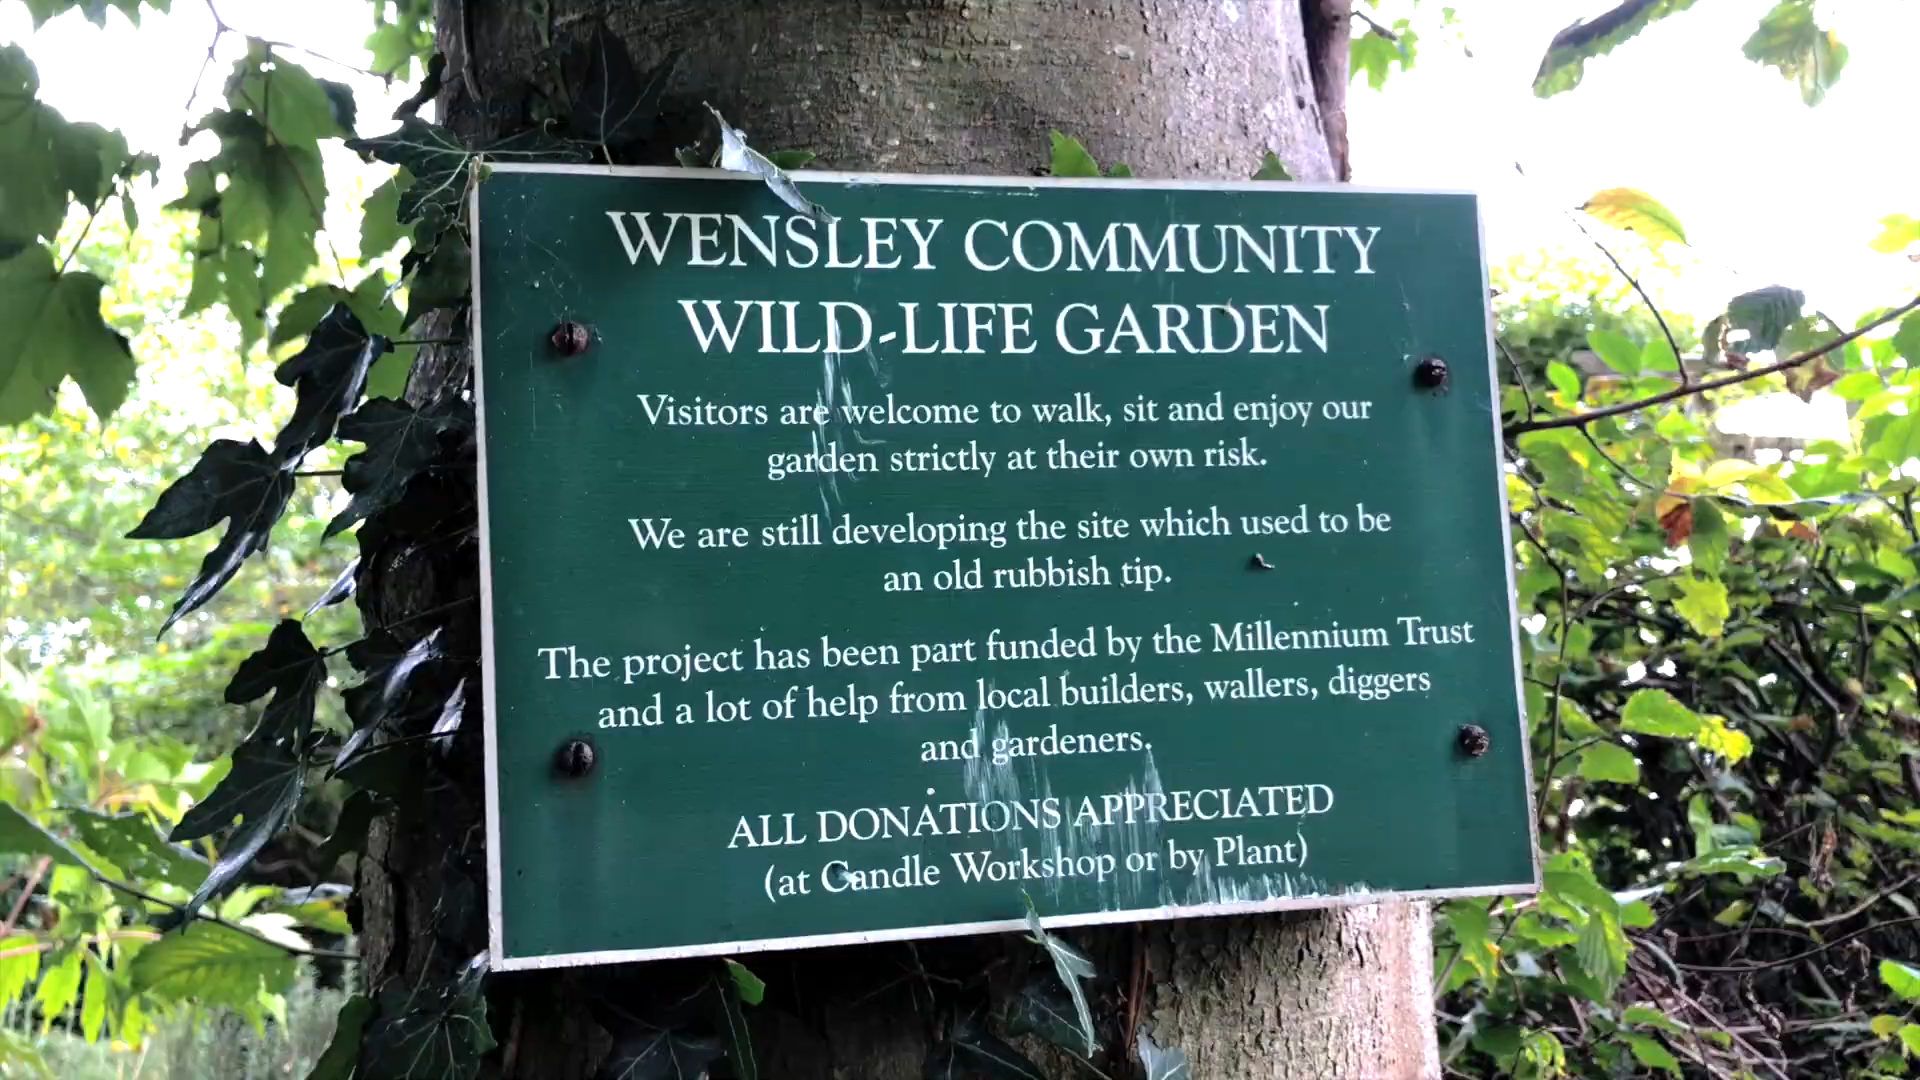 WENSLEY COMMUNITY
WILD-LIFE GARDEN
Visitors are welcome to walk, sit and enjoy our
garden strictly at their own risk.
We are still developing the site which used to be
an old rubbish tip.
The project has been part funded by the Millennium Trust
and a lot of help from local builders, wallers, diggers
and gardeners.
ALL DONATIONS APPRECIATED
(at Candle Workshop or by Plant)